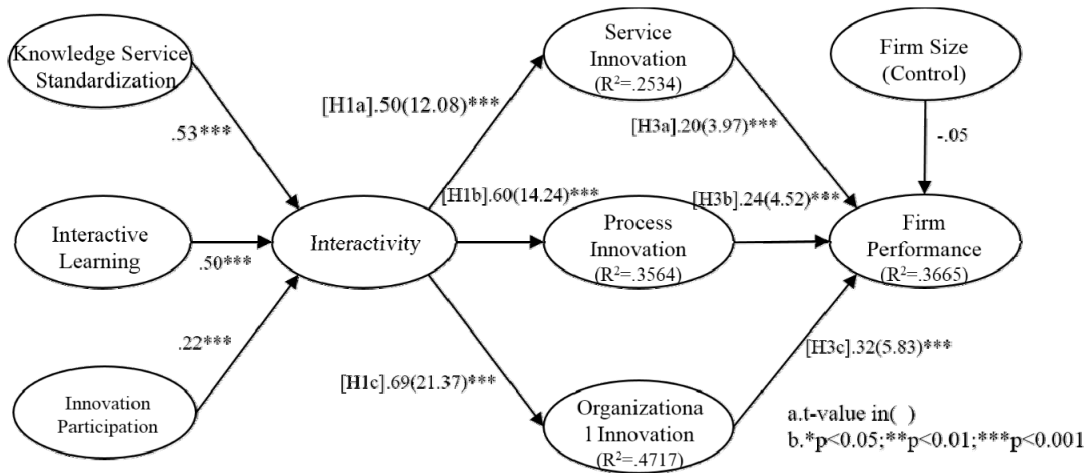 Knowledge Service
Standardization
Service
Innovation
(R²=.2534)
Firm Size
(Control)
[H1a].50(12.08)***
[H3a].20(3.97)***
.53***
-.05
[H1b].60(14.24)***
[H3b].24(4.52)***
Interactive
Learning
.50***
Interactivity
Process
Innovation
(R²=.3564)
Firm
Performance
(R²=.3665)
.22***
[H1c].69(21.37)***
[H3c].32(5.83)***
Innovation
Participation
Organizationa
l Innovation
(R²=.4717)
a.t-value in( )
b.*p<0.05;**p<0.01;***p<0.001